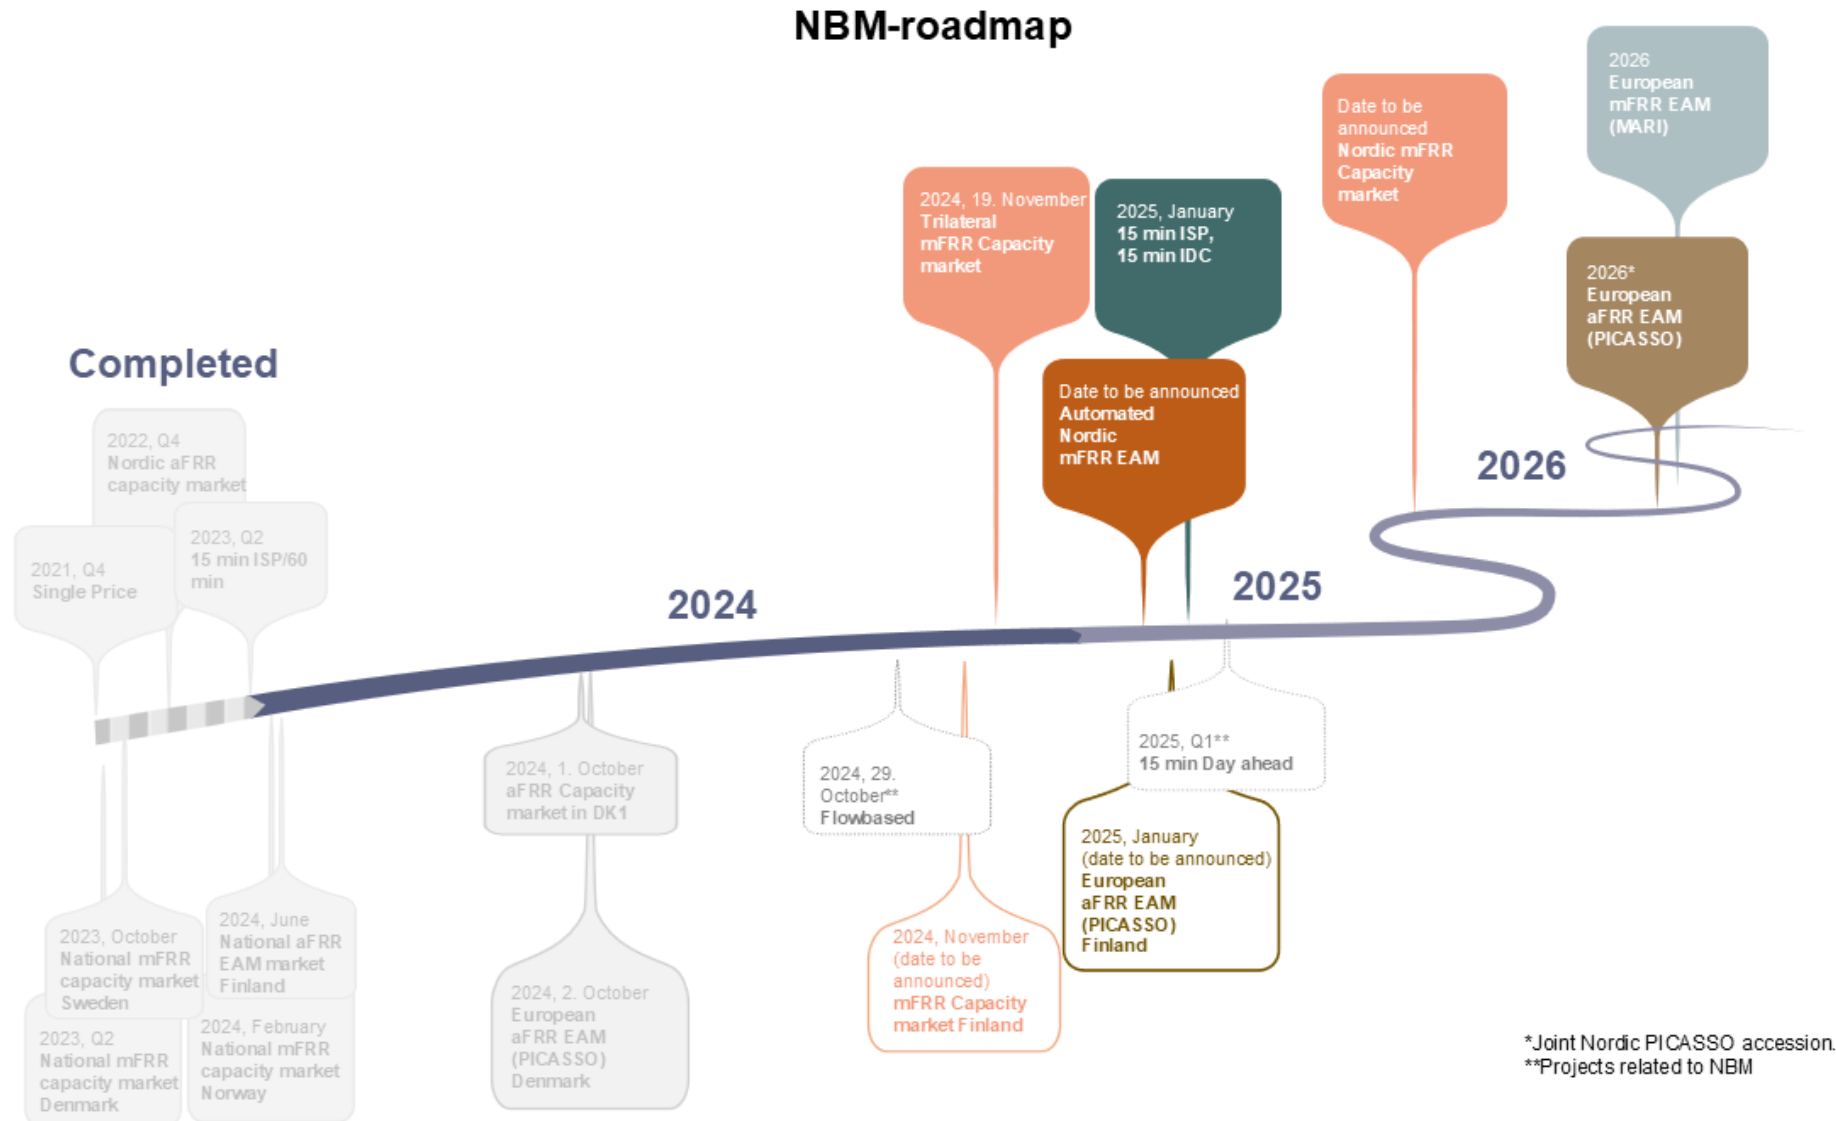 NBM-roadmap
2026
European
mFRR EAM
(MARI)
Date to be
announced
Nordic mFRR
Capacity
market
2024, 19. November
Trilateral
mFRR Capacity
market
2025, January
15 min ISP,
15 min IDC
2026*
European
aFRR EAM
(PICASSO)
Completed
Date to be announced
Automated
Nordic
mFRR EAM
2022, Q4
Nordic aFRR
capacity market
2023, Q2
15 min ISP/60
min
2021, Q4
Single Price
2024
2025
2026
2024, 1. October
aFRR Capacity
market in DK1
2024, 29.
October**
Flowbased
2025, Q1**
15 min Day ahead
2025, January
(date to be announced)
European
aFRR EAM
(PICASSO)
Finland
2023, October
National mFRR
capacity market
Sweden
2024, June
National aFRR
EAM market
Finland
2024, November
(date to be
announced)
mFRR Capacity
market Finland
2024, 2. October
European
aFRR EAM
(PICASSO)
Denmark
2023, Q2
National mFRR
capacity market
Denmark
2024, February
National mFRR
capacity market
Norway
*Joint Nordic PICASSO accession.
**Projects related to NBM